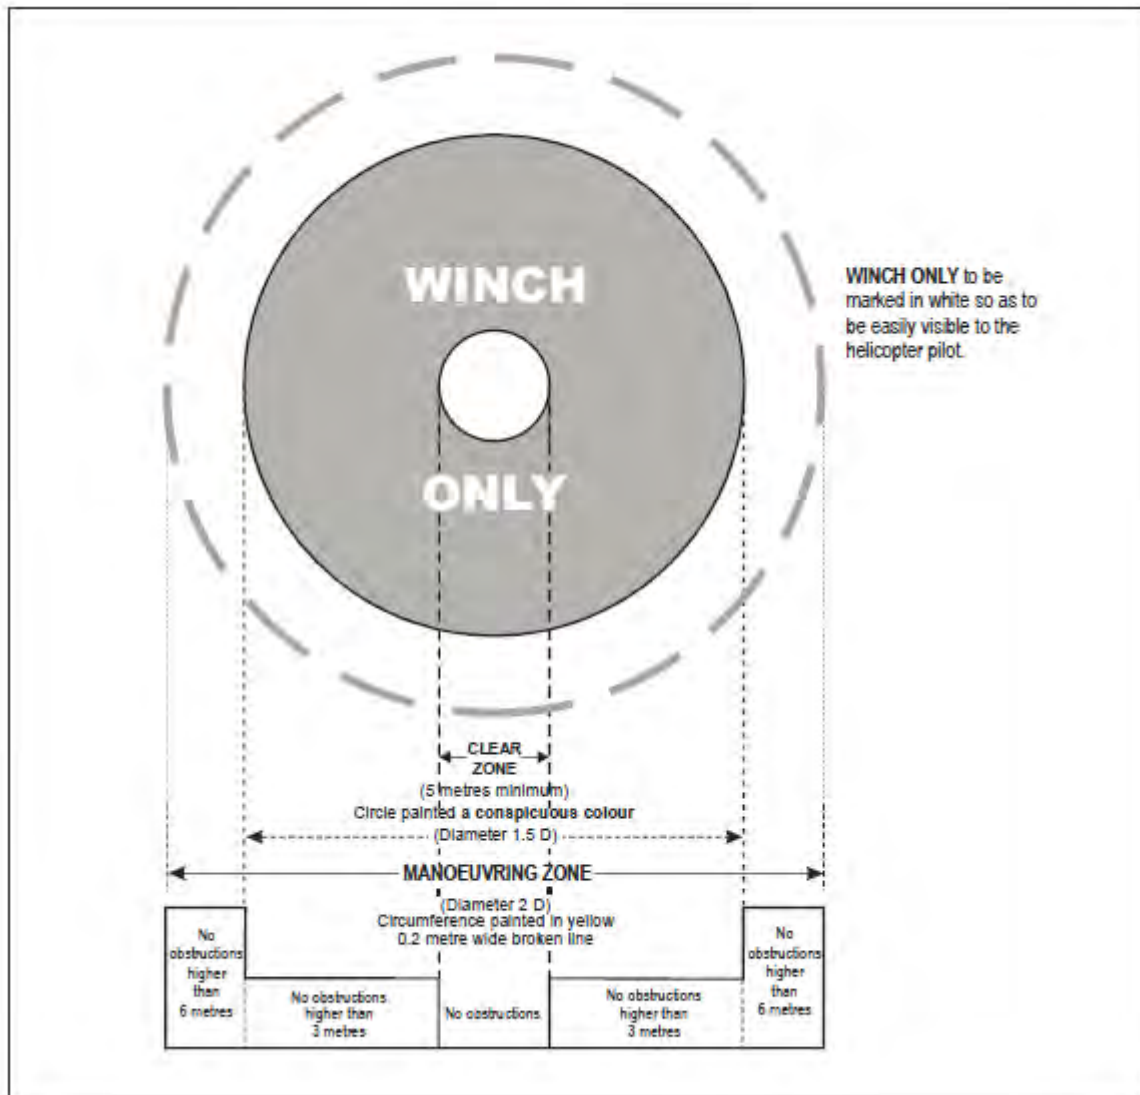 WINCH
ONLY
WINCH ONLY to be
marked in white so as to
be easily visible to the
helicopter pilot.
CLEAR
ZONE
(5 metres minimum)
Circle painted a conspicuous colour
(Diameter 1.5 D)
MANOEUVRING ZONE
(Diameter 2 D)
Circumference painted in yellow
0.2 metre wide broken line
No
obstructions
higher
than
6 metres
No obstructions
higher than
3 metres
No obstructions
No obstructions
higher than
3 metres
No
obstructions
higher
than
6 metres